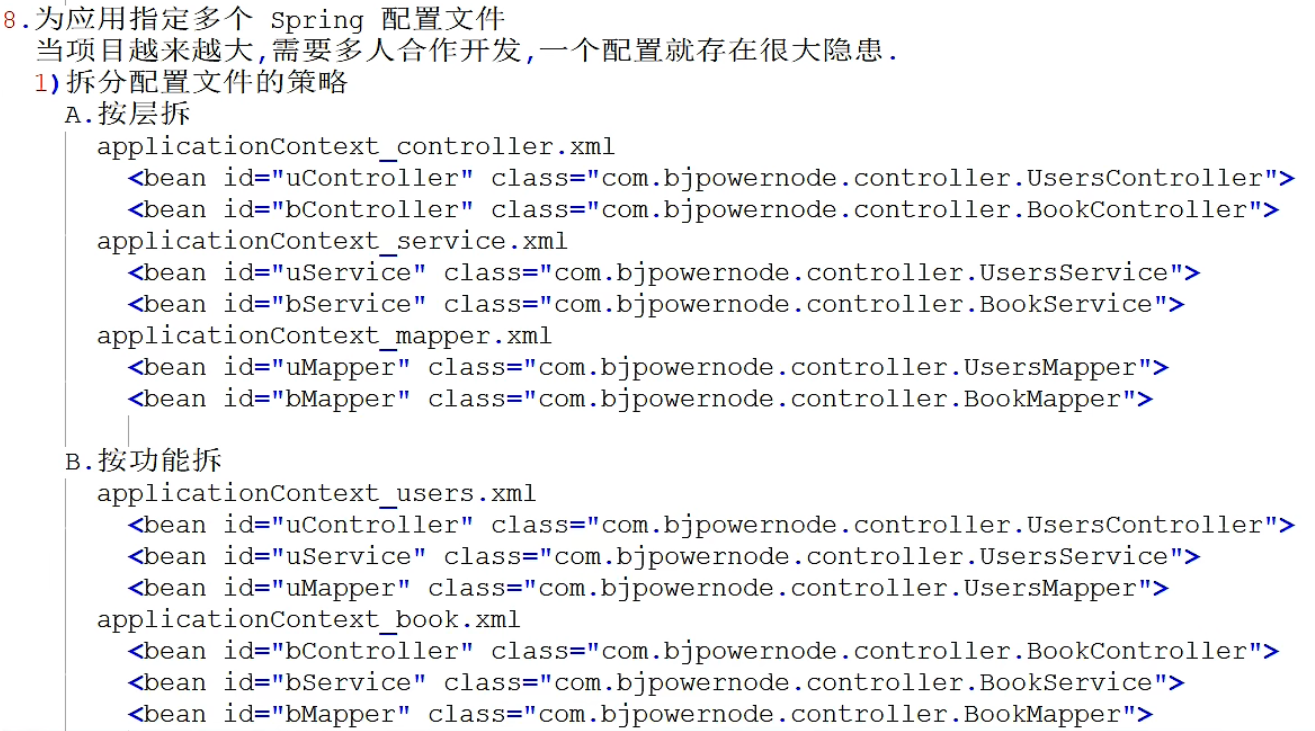 8.为应用指定多个 Spring 配置文件
当项目越来越大,需要多人合作开发,一个配置就存在很大隐患.
1)拆分配置文件的策略
A.按层拆
applicationContext_controller.xml
<bean id="uController" class="com.bjpowernode.controller.UsersController">
<bean id="bController" class="com.bjpowernode.controller.BookController">
applicationContext_service.xml
<bean id="uService" class="com.bjpowernode.controller.UsersService">
<bean id="bService" class="com.bjpowernode.controller.BookService">
applicationContext_mapper.xml
<bean id="uMapper" class="com.bjpowernode.controller.UsersMapper">
<bean id="bMapper" class="com.bjpowernode.controller.BookMapper">
B.按功能拆
applicationContext_users.xml
<bean id="uController" class="com.bjpowernode.controller.UsersController">
<bean id="uService" class="com.bjpowernode.controller.UsersService">
<bean id="uMapper" class="com.bjpowernode.controller.UsersMapper">
applicationContext_book.xml
<bean id="bController" class="com.bjpowernode.controller.BookController">
<bean id="bService" class="com.bjpowernode.controller.BookService">
<bean id="bMapper" class="com.bjpowernode.controller.BookMapper">